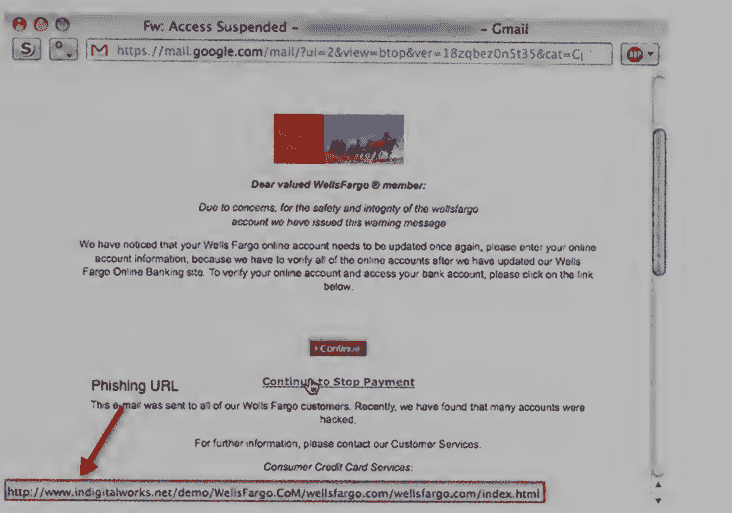 Fw: Access Suspended - - Gmail
https://mail.google.com/mail/?ui=2&view=btop&ver=18zqbez0n5t35&cat=C
S
ABP
Dear valued WellsFargo ® member:
Due to concerns, for the safety and integrity of the wellsfargo
account we have issued this warning message
We have noticed that your Wells Fargo online account needs to be updated once again, please enter your online
account information, because we have to verify all of the online accounts after we have updated our Wells
Fargo Online Banking site. To verify your online account and access your bank account, please click on the link
below.
Continue
Phishing URL
Continue to Stop Payment
This e-mail was sent to all of our Wells Fargo customers. Recently, we have found that many accounts were
hacked.
For further information, please contact our Customer Services.
Consumer Credit Card Services:
http://www.indigitalworks.net/demo/WellsFargo.CoM/wellsfargo.com/wellsfargo.com/index.html